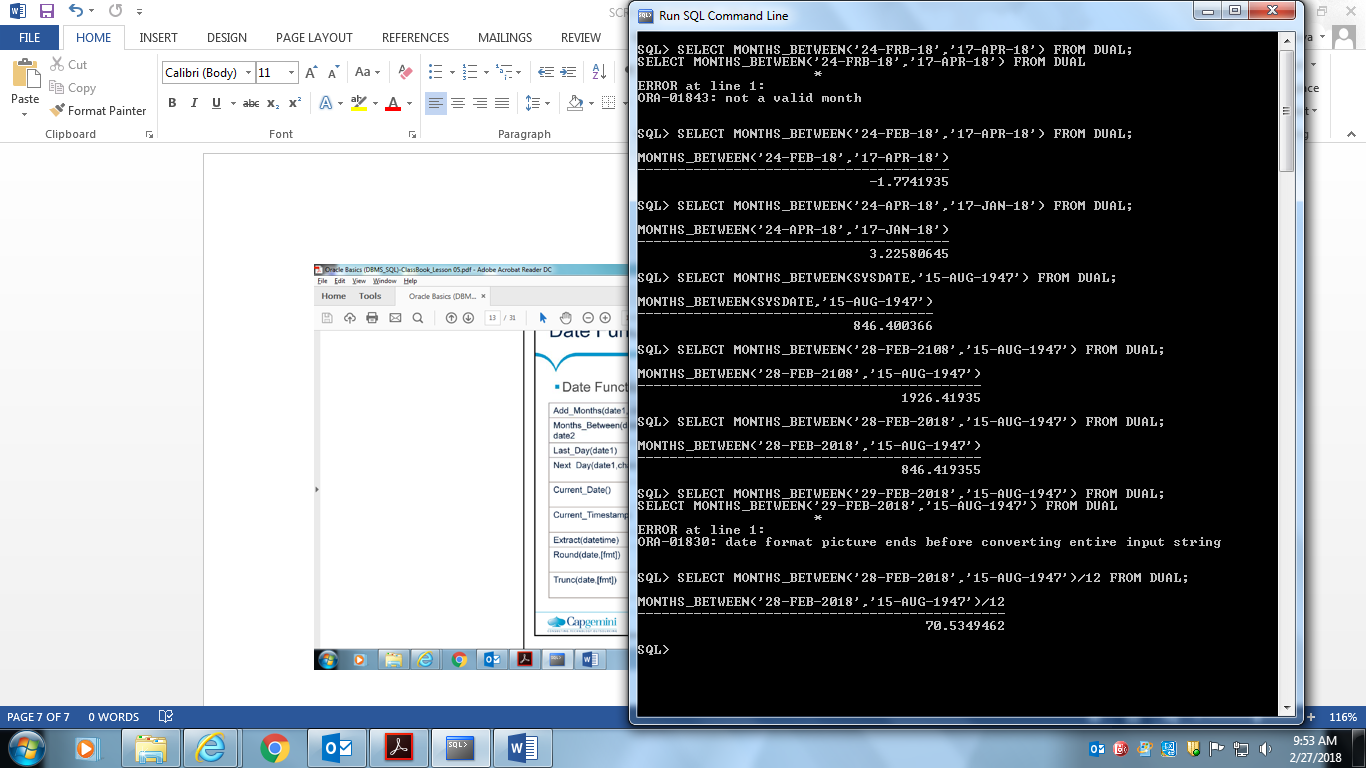 SCR
FILE HOME INSERT DESIGN PAGE LAYOUT REFERENCES MAILINGS REVIEW
Cut
Copy
Format Painter
Paste
Calibri (Body) 11
Clipboard Font Paragraph
Oracle Basics (DBMS_SQL)-ClassBook_Lesson 05.pdf - Adobe Acrobat Reader DC
File Edit View Window Help
Home Tools Oracle Basics (DBM... ×
13 / 31
Date Func
Date Funct
Add_Months(date1,
Months_Between(d
date2
Last_Day(date1)
Next Day(date1,cha
Current_Date()
Current_Timestamp
Extract(datetime)
Round(date,[fmt])
Trunc(date,[fmt])
Capgemini
PAGE 7 OF 7 0 WORDS
116%
Run SQL Command Line
SQL> SELECT MONTHS_BETWEEN('24-FRB-18','17-APR-18') FROM DUAL;
SELECT MONTHS_BETWEEN('24-FRB-18','17-APR-18') FROM DUAL
*
ERROR at line 1:
ORA-01843: not a valid month
SQL> SELECT MONTHS_BETWEEN('24-FEB-18','17-APR-18') FROM DUAL;
MONTHS_BETWEEN('24-FEB-18','17-APR-18')
---------------------------------------
-1.7741935
SQL> SELECT MONTHS_BETWEEN('24-APR-18','17-JAN-18') FROM DUAL;
MONTHS_BETWEEN('24-APR-18','17-JAN-18')
---------------------------------------
3.22580645
SQL> SELECT MONTHS_BETWEEN(SYSDATE,'15-AUG-1947') FROM DUAL;
MONTHS_BETWEEN(SYSDATE,'15-AUG-1947')
-------------------------------------
846.400366
SQL> SELECT MONTHS_BETWEEN('28-FEB-2108','15-AUG-1947') FROM DUAL;
MONTHS_BETWEEN('28-FEB-2108','15-AUG-1947')
-------------------------------------------
1926.41935
SQL> SELECT MONTHS_BETWEEN('28-FEB-2018','15-AUG-1947') FROM DUAL;
MONTHS_BETWEEN('28-FEB-2018','15-AUG-1947')
-------------------------------------------
846.419355
SQL> SELECT MONTHS_BETWEEN('29-FEB-2018','15-AUG-1947') FROM DUAL;
SELECT MONTHS_BETWEEN('29-FEB-2018','15-AUG-1947') FROM DUAL
*
ERROR at line 1:
ORA-01830: date format picture ends before converting entire input string
SQL> SELECT MONTHS_BETWEEN('28-FEB-2018','15-AUG-1947')/12 FROM DUAL;
MONTHS_BETWEEN('28-FEB-2018','15-AUG-1947')/12
----------------------------------------------
70.5349462
SQL>
9:53 AM
2/27/2018